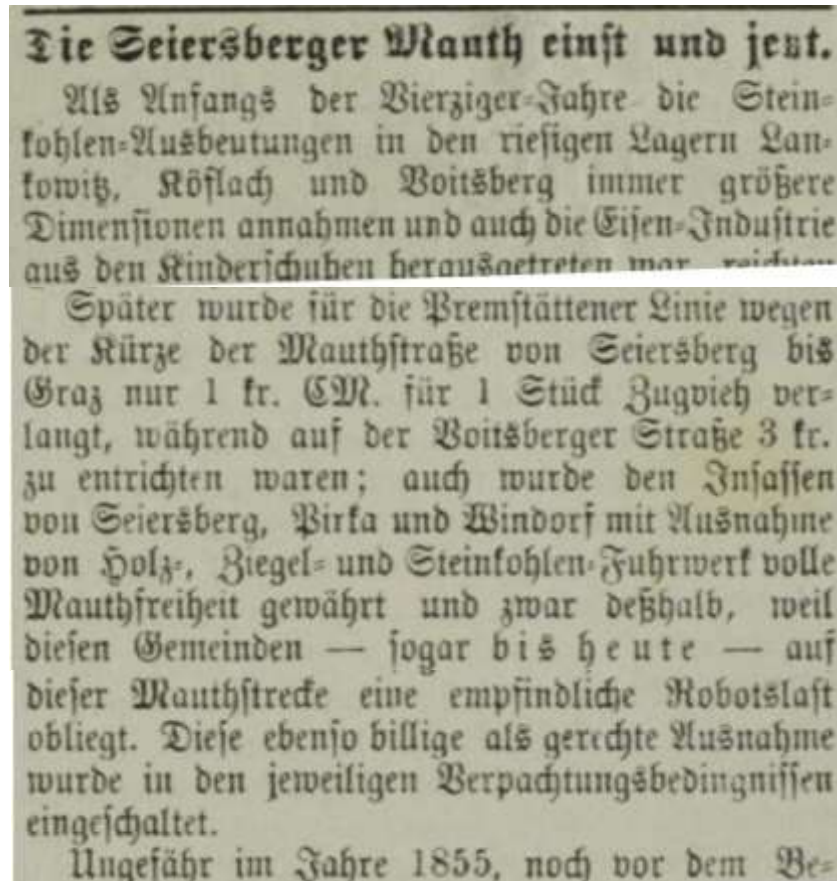 Die Seiersberger Mauth einst und jetzt.
Als Anfangs der Vierziger-Jahre die Stein-
kohlen-Ausbeutungen in den riesigen Lagern Lan-
kowitz, Köflach und Voitsberg immer größere
Dimensionen annahmen und auch die Eisen-Industrie
aus den Kinderschuhen herausgetreten war, reichten
Später wurde für die Premstättener Linie wegen
der Kürze der Mauthstraße von Seiersberg bis
Graz nur 1 kr. CM. für 1 Stück Zugvieh ver-
langt, während auf der Voitsberger Straße 3 kr.
zu entrichten waren; auch wurde den Insassen
von Seiersberg, Pirka und Windorf mit Ausnahme
von Holz-, Ziegel- und Steinkohlen-Fuhrwerk volle
Mauthfreiheit gewährt und zwar deßhalb, weil
diesen Gemeinden — sogar bis heute — auf
dieser Mauthstrecke eine empfindliche Robotslast
obliegt. Diese ebenso billige als gerechte Ausnahme
wurde in den jeweiligen Verpachtungsbedingnissen
eingeschaltet.
Ungefähr im Jahre 1855, noch vor dem Be-